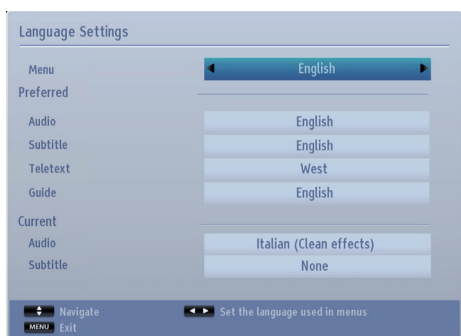 Language Settings
Menu English
Preferred
Audio English
Subtitle English
Teletext West
Guide English
Current
Audio Italian (Clean effects)
Subtitle None
Navigate Set the language used in menus
MENU Exit